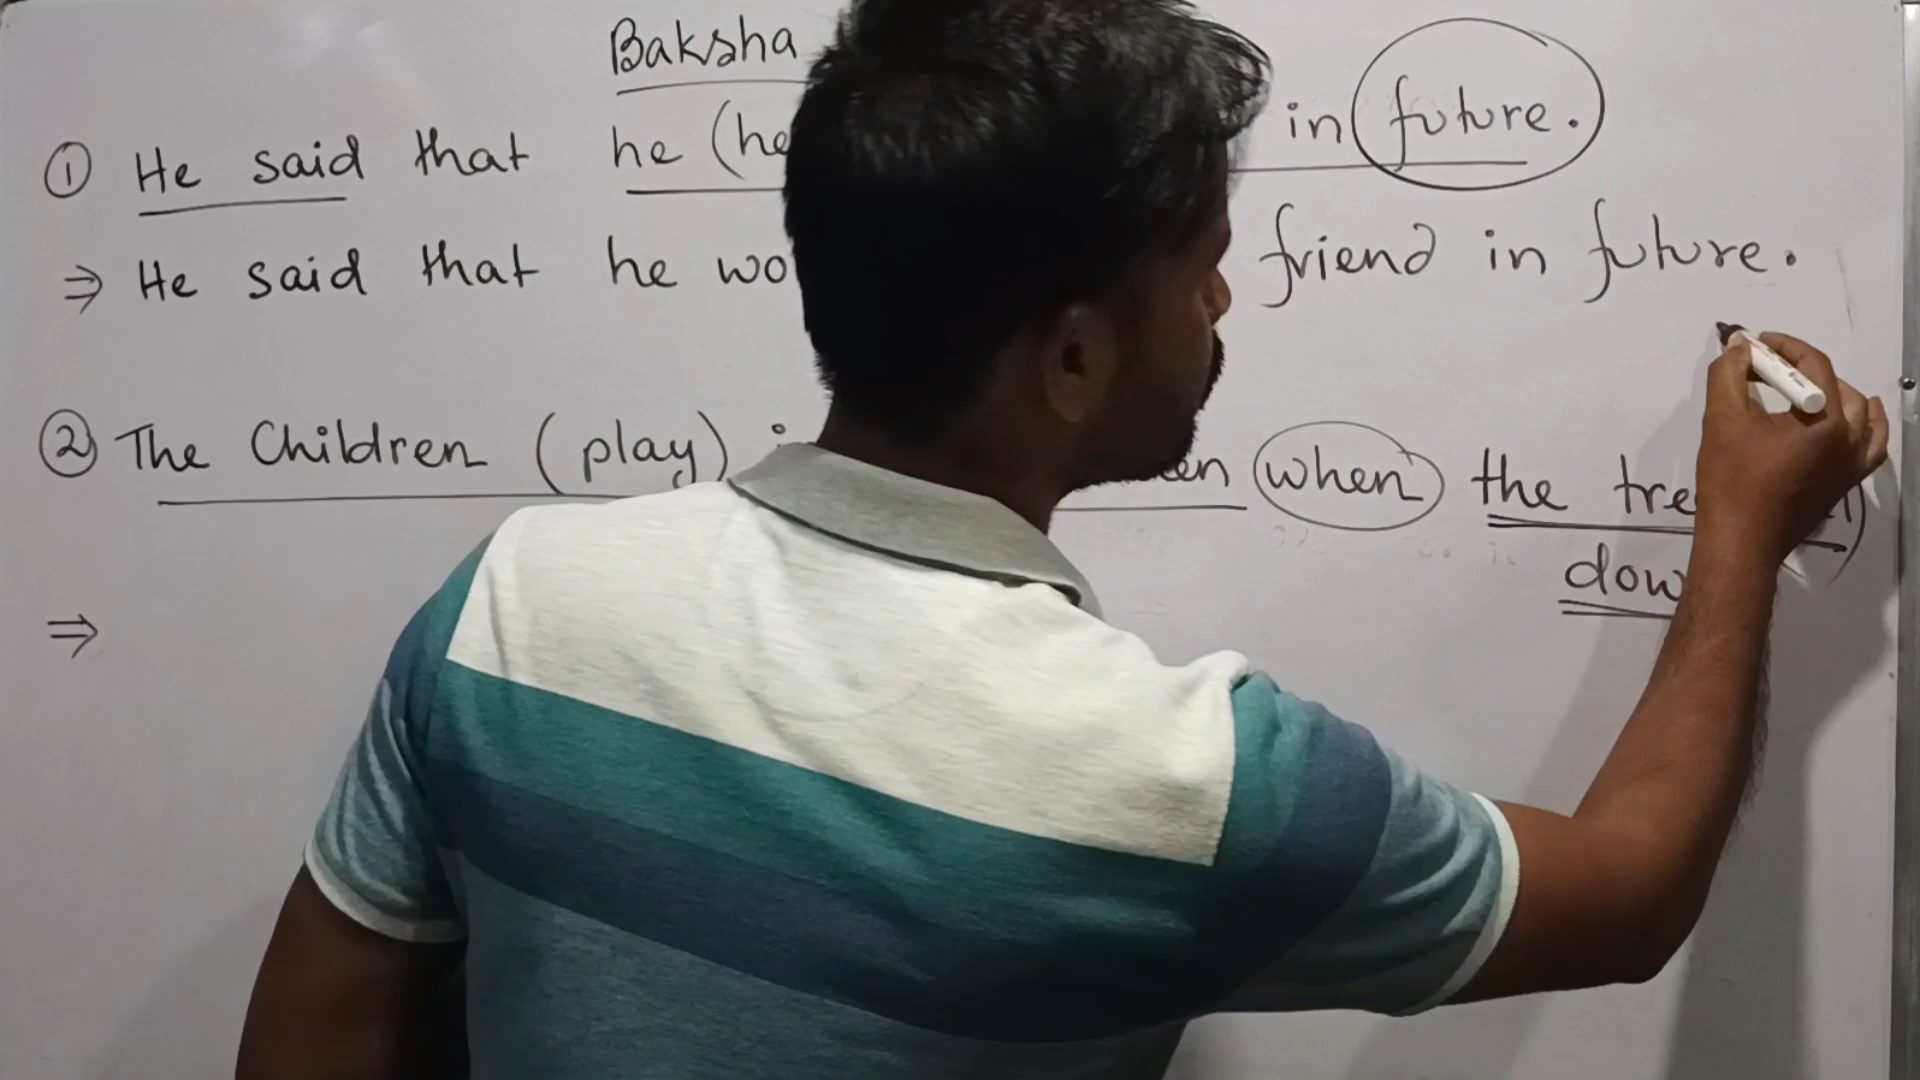 Baksha
① He said that he (he in future.
⇒ He said that he wo friend in future.
② The Children (play) when the tre
dow
⇒